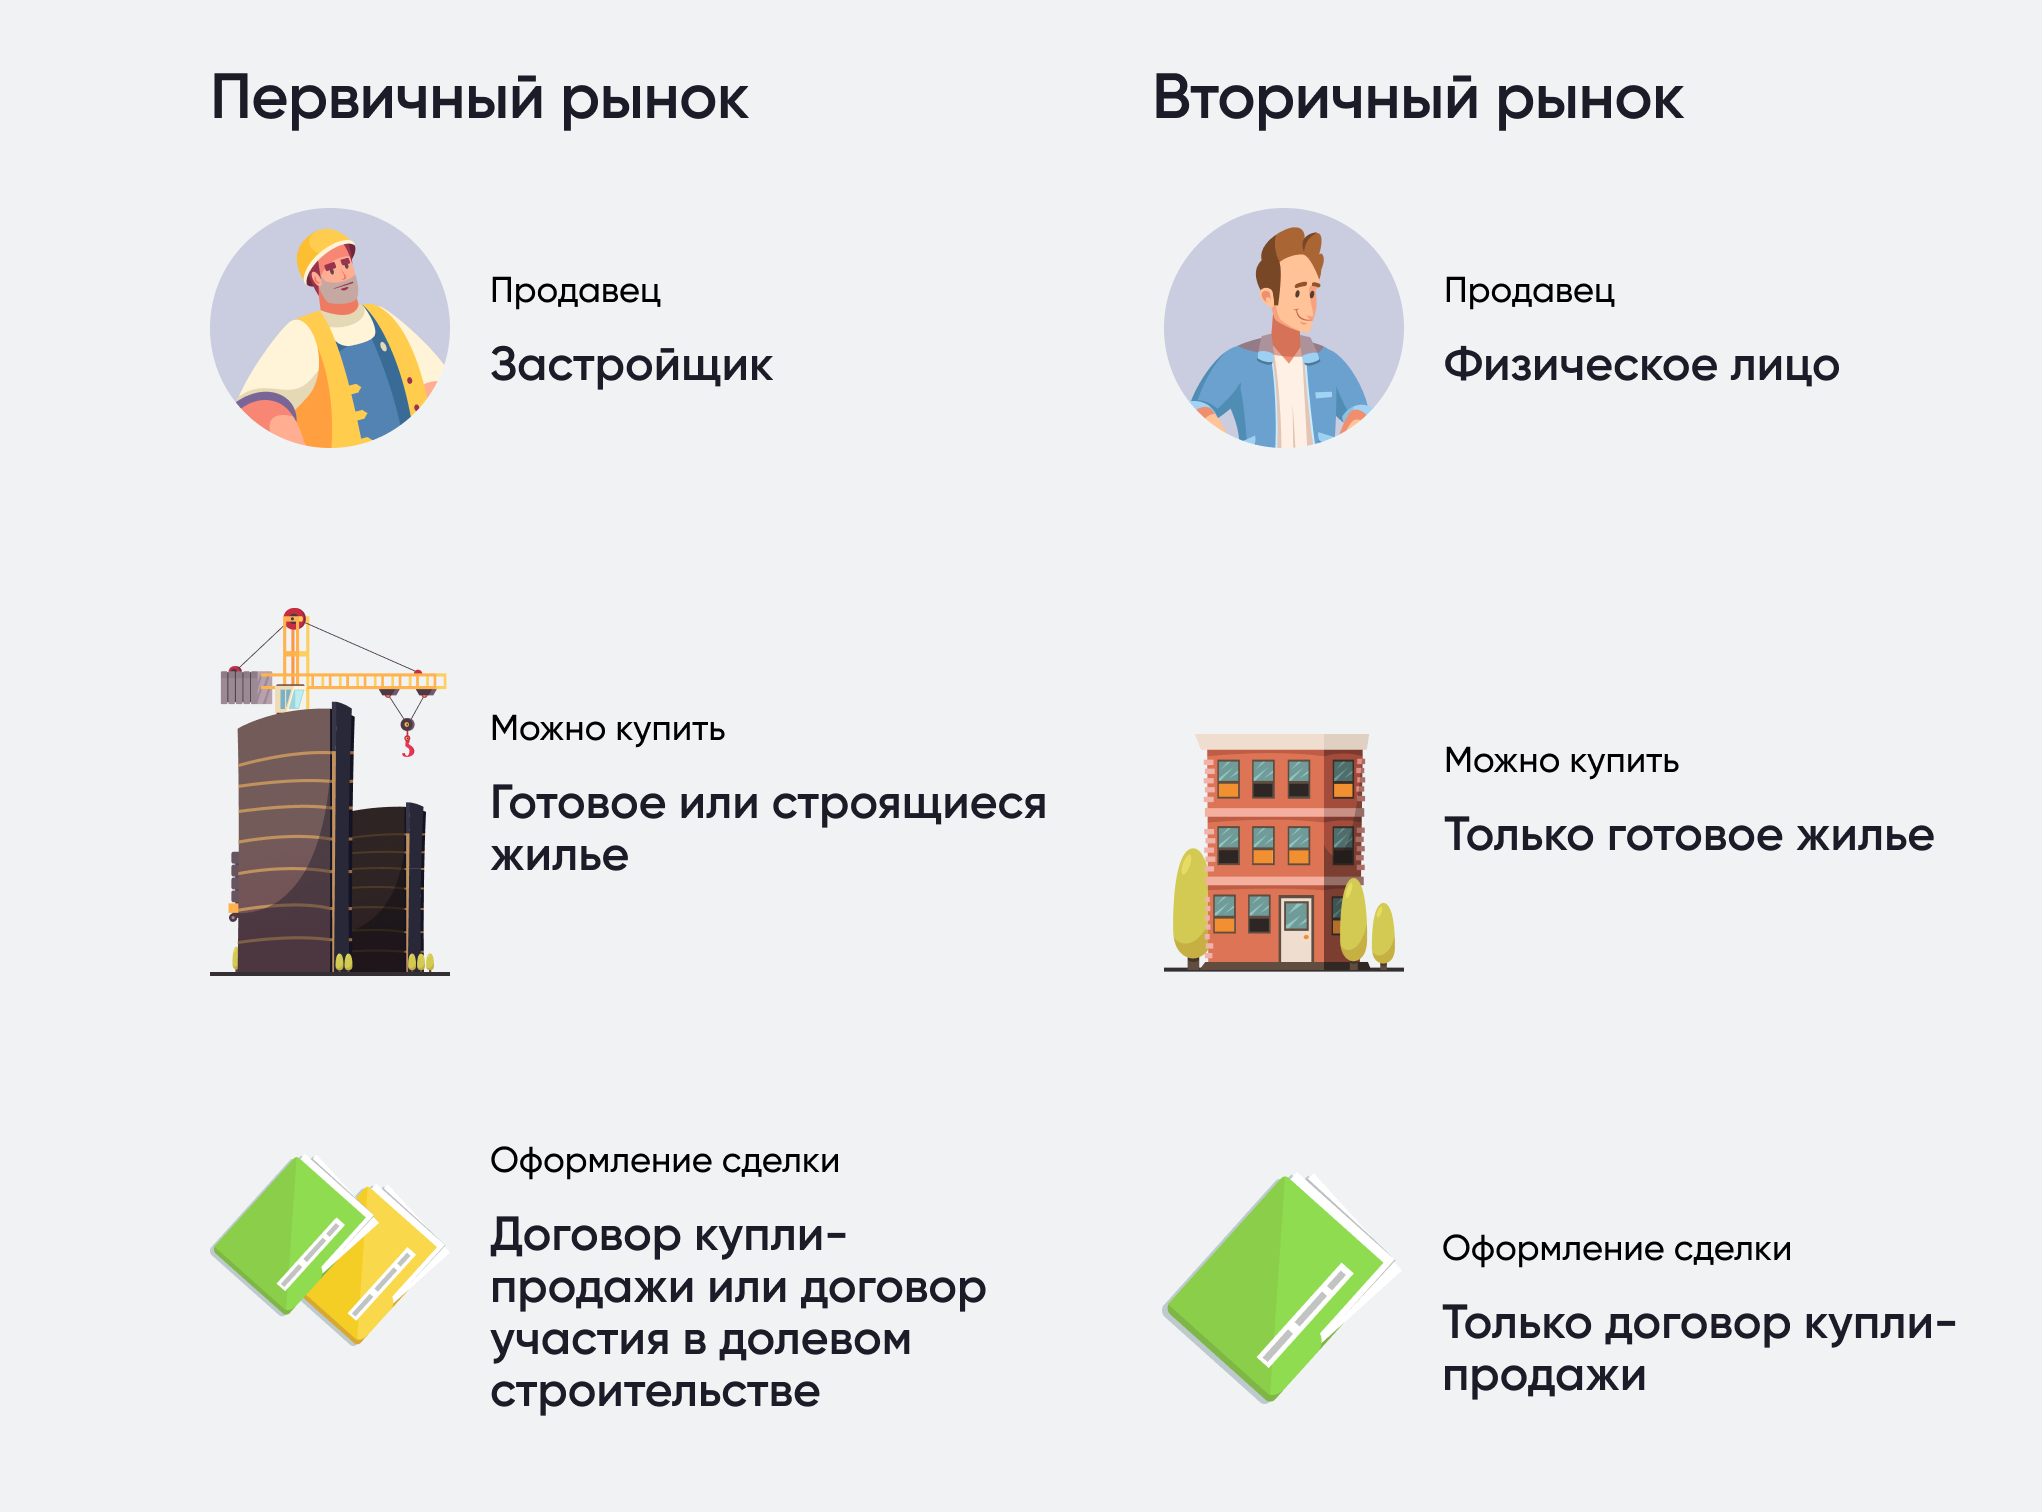 Первичный рынок
Продавец
Застройщик
Можно купить
Готовое или строящиеся
жилье
Оформление сделки
Договор купли-
продажи или договор
участия в долевом
строительстве
Вторичный рынок
Продавец
Физическое лицо
Можно купить
Только готовое жилье
Оформление сделки
Только договор купли-
продажи